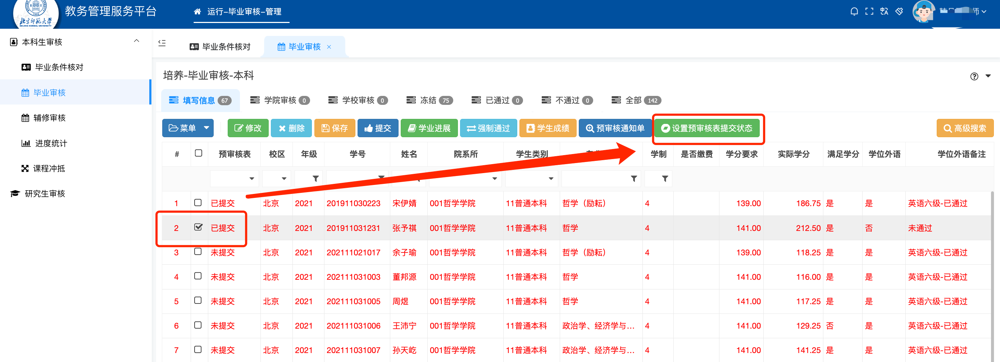 教务管理服务平台
运行-毕业审核-管理
师
北京師範大學
BEIJING NORMAL UNIVERSITY
1902
本科生审核
毕业条件核对
毕业审核
辅修审核
进度统计
课程冲抵
研究生审核
毕业条件核对
毕业审核 ×
培养-毕业审核-本科
填写信息 67 学院审核 0 学校审核 0 冻结 75 已通过 0 不通过 0 全部 142
菜单 修改 删除 保存 提交 学业进展 强制通过 学生成绩 预审核通知单 设置预审核表提交状态 高级搜索
# 预审核表 校区 年级 学号 姓名 院系所 学生类别 学制 是否缴费 学分要求 实际学分 满足学分 学位外语 学位外语备注
1 已提交 北京 2021 201911030223 宋伊婧 001哲学学院 11普通本科 哲学（励耘） 4 139.00 186.75 是 是 英语六级-已通过
2 已提交 北京 2021 201911031231 张予祺 001哲学学院 11普通本科 哲学 4 141.00 212.50 是 否 未通过
3 未提交 北京 2021 202111021017 余子瑜 001哲学学院 11普通本科 哲学（励耘） 4 139.00 118.25 是 是 英语六级-已通过
4 未提交 北京 2021 202111031003 董邦源 001哲学学院 11普通本科 哲学 4 141.00 116.00 是 是 英语六级-已通过
5 未提交 北京 2021 202111031005 周煜 001哲学学院 11普通本科 哲学 4 141.00 117.25 是 是 英语六级-已通过
6 未提交 北京 2021 202111031006 王沛宁 001哲学学院 11普通本科 政治学、经济学与... 4 141.00 129.25 否 是 英语六级-已通过
7 未提交 北京 2021 202111031007 孙天屹 001哲学学院 11普通本科 政治学、经济学与... 4 141.00 141.25 是 是 英语六级-已通过